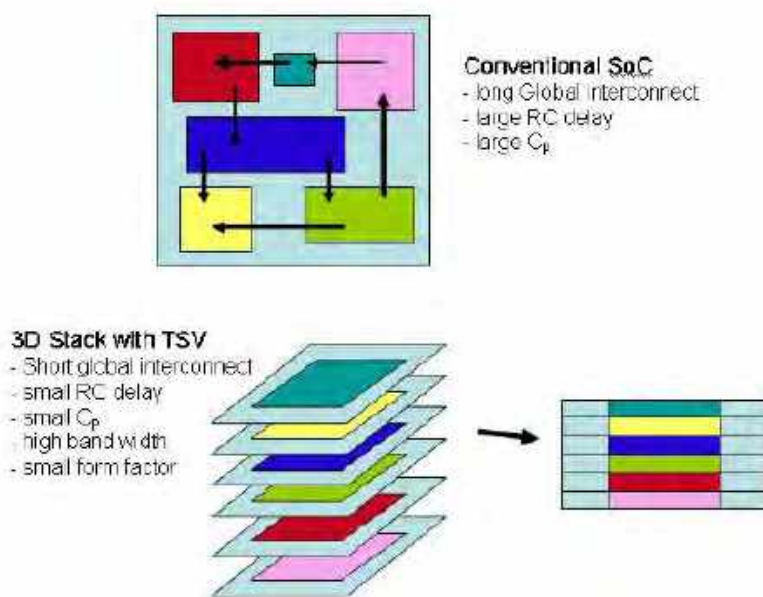 Conventional SoC
- long Global interconnect
- large RC delay
- large Cₚ
3D Stack with TSV
- Short global interconnect
- small RC delay
- small Cₚ
- high band width
- small form factor